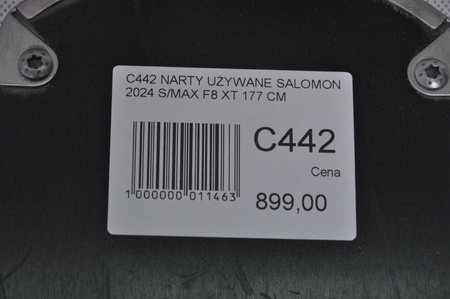 C442 NARTY UŻYWANE SALOMON
2024 S/MAX F8 XT 177 CM
C442
Cena
1 000000 011463
899,00